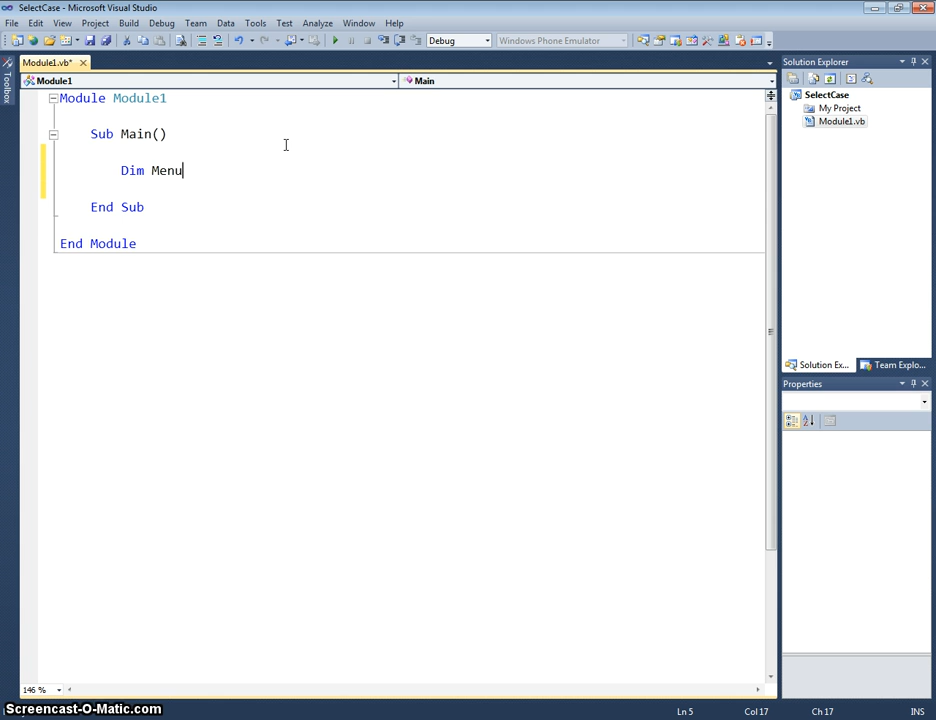 SelectCase - Microsoft Visual Studio
File Edit View Project Build Debug Team Data Tools Test Analyze Window Help
Debug Windows Phone Emulator
Toolbox
Module1.vb*
Module1 Main
Module Module1
Sub Main()
Dim Menu
End Sub
End Module
146 %
Solution Explorer
SelectCase
My Project
Module1.vb
Solution Ex... Team Explo...
Properties
Ln 5 Col 17 Ch 17 INS
Screencast-O-Matic.com